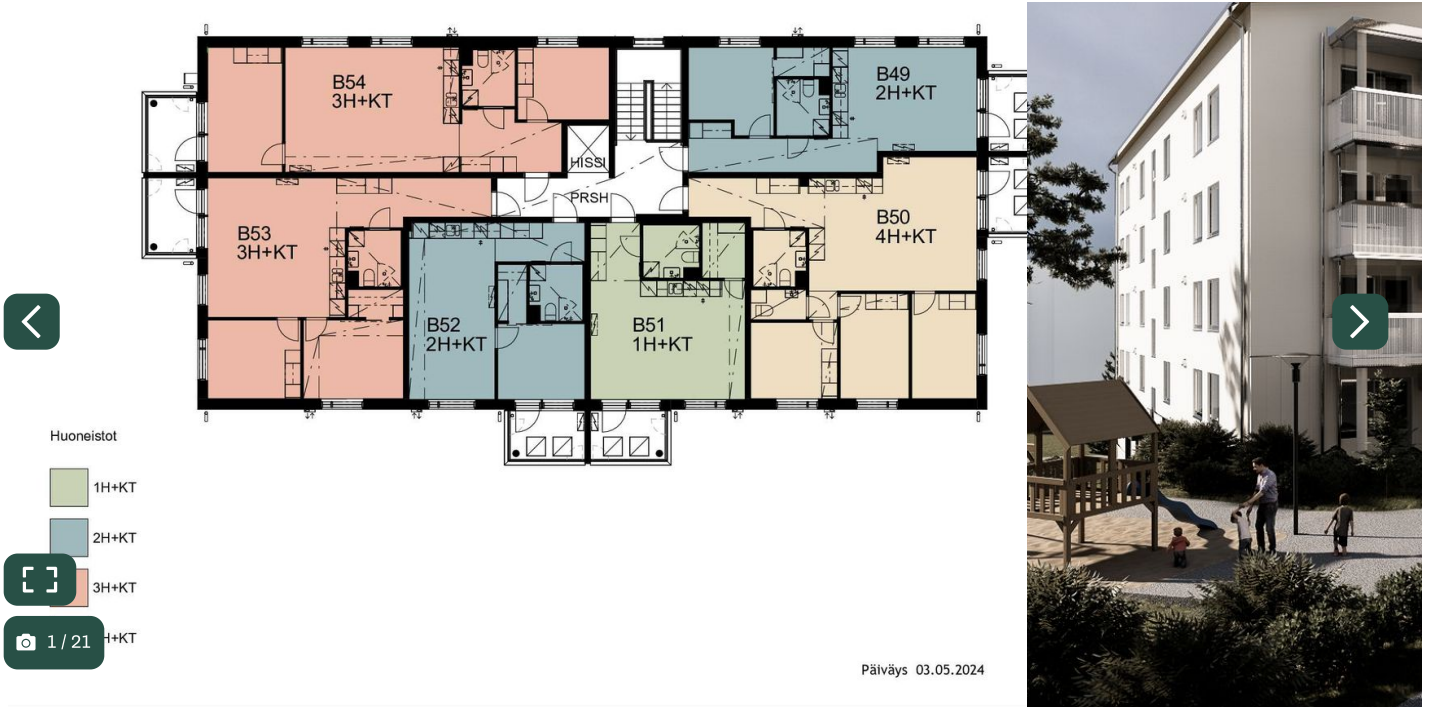 B54
3H+KT
B49
2H+KT
HISSI
PRSH
B53
3H+KT
B50
4H+KT
B52
2H+KT
B51
1H+KT
Huoneistot
1H+KT
2H+KT
3H+KT
H+KT
1 / 21
Päiväys 03.05.2024